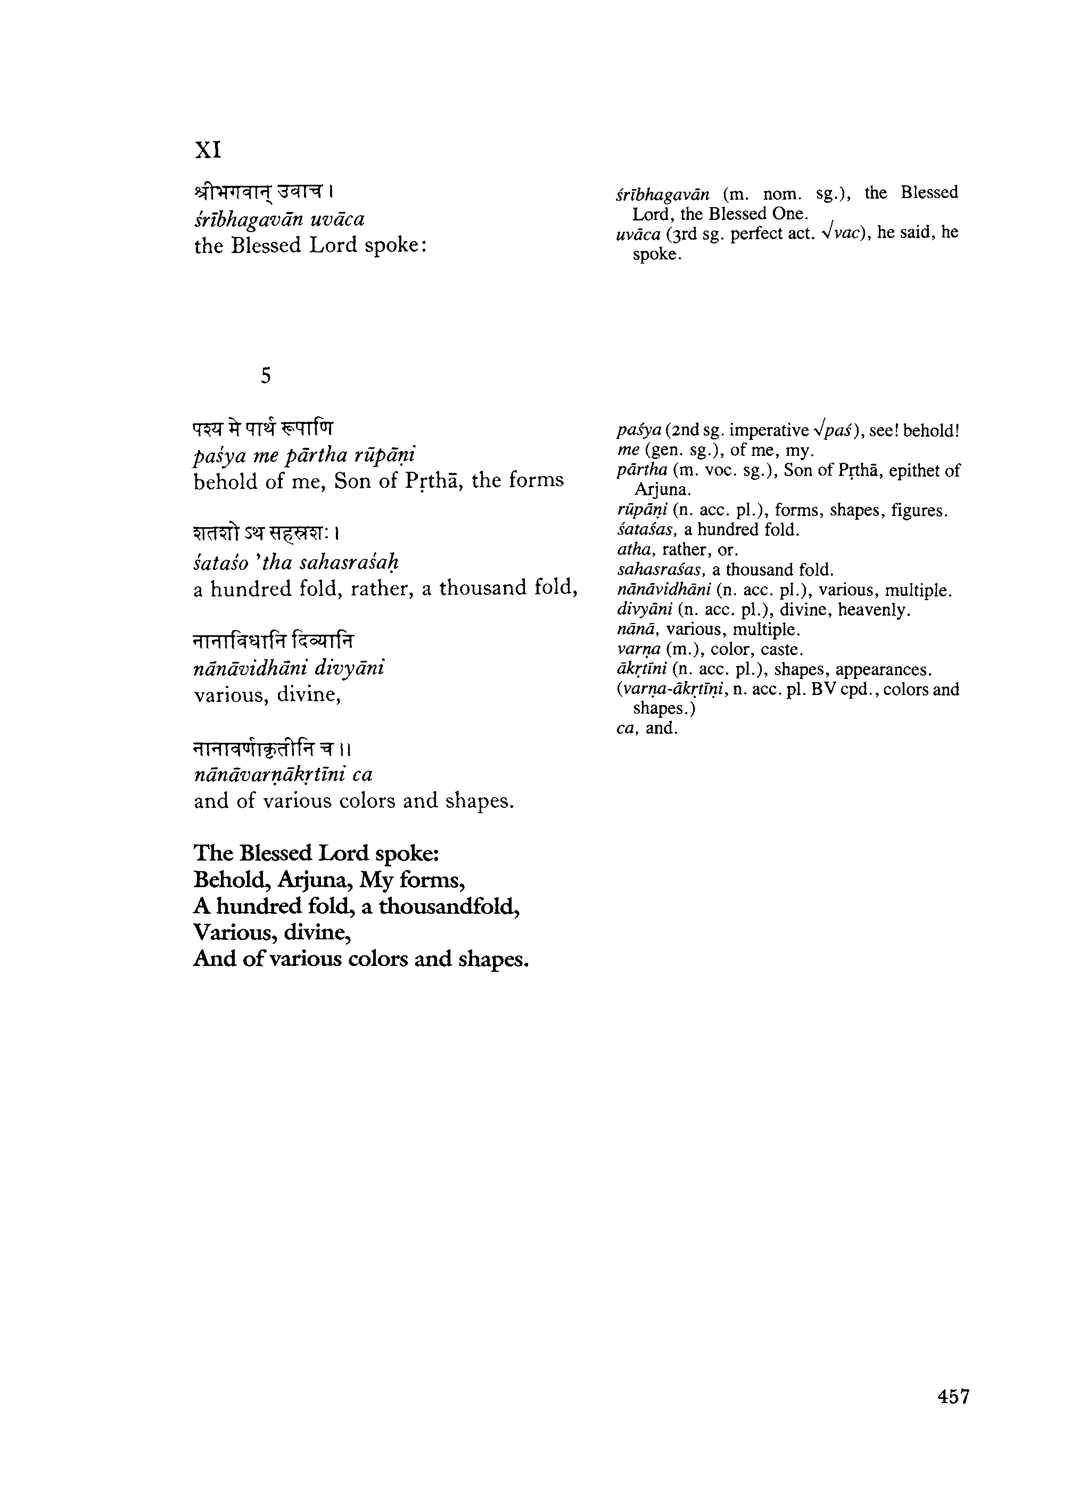 XI
श्रीभगवान् उवाच ।
śrībhagavān uvāca
the Blessed Lord spoke:
śrībhagavān (m. nom. sg.), the Blessed
Lord, the Blessed One.
uvāca (3rd sg. perfect act. √vac), he said, he
spoke.
5
पश्य मे पार्थ रूपाणि
paśya me pārtha rūpāṇi
behold of me, Son of Pṛthā, the forms
शतशो ऽथ सहस्रशः ।
śataśo 'tha sahasraśaḥ
a hundred fold, rather, a thousand fold,
नानाविधानि दिव्यानि
nānāvidhāni divyāni
various, divine,
नानावर्णाकृतीनि च ॥
nānāvarṇākṛtīni ca
and of various colors and shapes.
The Blessed Lord spoke:
Behold, Arjuna, My forms,
A hundred fold, a thousandfold,
Various, divine,
And of various colors and shapes.
paśya (2nd sg. imperative √paś), see! behold!
me (gen. sg.), of me, my.
pārtha (m. voc. sg.), Son of Pṛthā, epithet of
Arjuna.
rūpāṇi (n. acc. pl.), forms, shapes, figures.
śataśas, a hundred fold.
atha, rather, or.
sahasraśas, a thousand fold.
nānāvidhāni (n. acc. pl.), various, multiple.
divyāni (n. acc. pl.), divine, heavenly.
nānā, various, multiple.
varṇa (m.), color, caste.
ākṛtīni (n. acc. pl.), shapes, appearances.
(varṇa-ākṛtīṇi, n. acc. pl. BV cpd., colors and
shapes.)
ca, and.
457